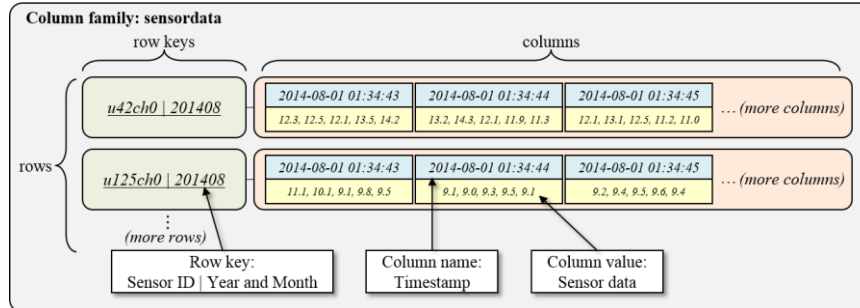 Column family: sensordata
row keys
columns
rows
u42ch0 | 201408
2014-08-01 01:34:43
2014-08-01 01:34:44
2014-08-01 01:34:45
12.3, 12.5, 12.1, 13.5, 14.2
13.2, 14.3, 12.1, 11.9, 11.3
12.1, 13.1, 12.5, 11.2, 11.0
... (more columns)
u125ch0 | 201408
2014-08-01 01:34:43
2014-08-01 01:34:44
2014-08-01 01:34:45
11.1, 10.1, 9.1, 9.8, 9.5
9.1, 9.0, 9.3, 9.5, 9.1
9.2, 9.4, 9.5, 9.6, 9.4
... (more columns)
(more rows)
Row key:
Sensor ID | Year and Month
Column name:
Timestamp
Column value:
Sensor data